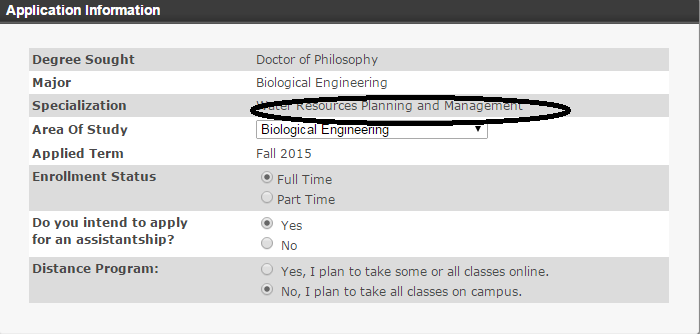 Application Information
Degree Sought Doctor of Philosophy
Major Biological Engineering
Specialization Water Resources Planning and Management
Area Of Study Biological Engineering
Applied Term Fall 2015
Enrollment Status Full Time
Part Time
Do you intend to apply Yes
for an assistantship? No
Distance Program: Yes, I plan to take some or all classes online.
No, I plan to take all classes on campus.